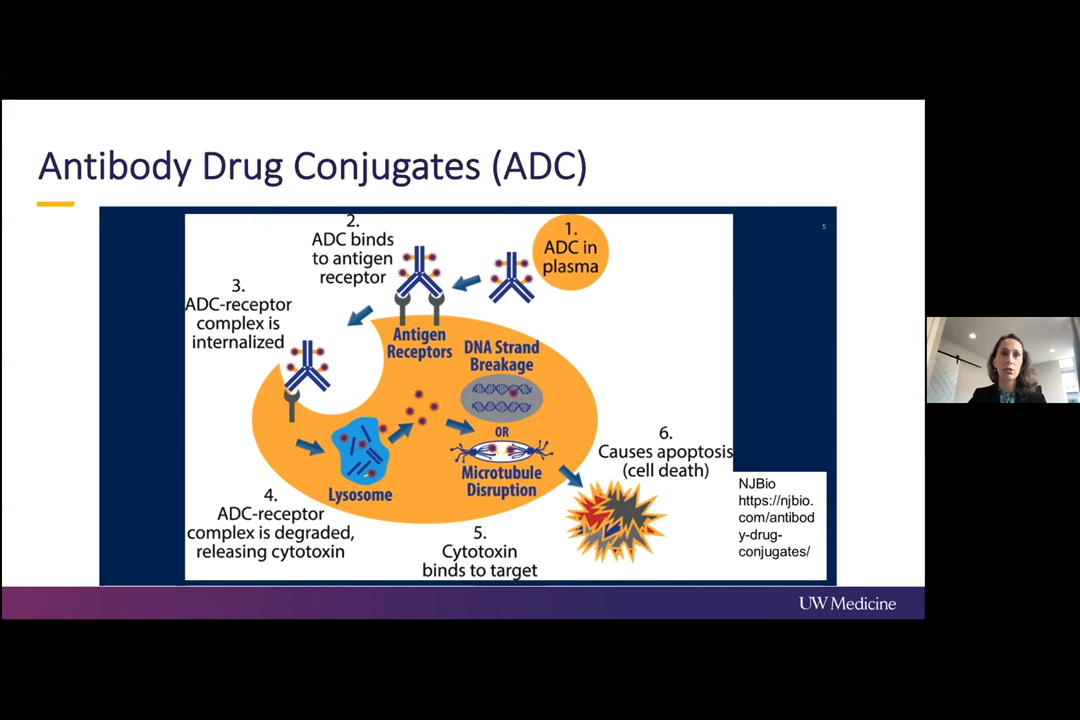 Antibody Drug Conjugates (ADC)
5
1.
ADC in
plasma
2.
ADC binds
to antigen
receptor
3.
ADC-receptor
complex is
internalized
Antigen
Receptors
DNA Strand
Breakage
OR
Microtubule
Disruption
Lysosome
4.
ADC-receptor
complex is degraded,
releasing cytotoxin
5.
Cytotoxin
binds to target
6.
Causes apoptosis
(cell death)
NJBio
https://njbio.
com/antibod
y-drug-
conjugates/
UW Medicine